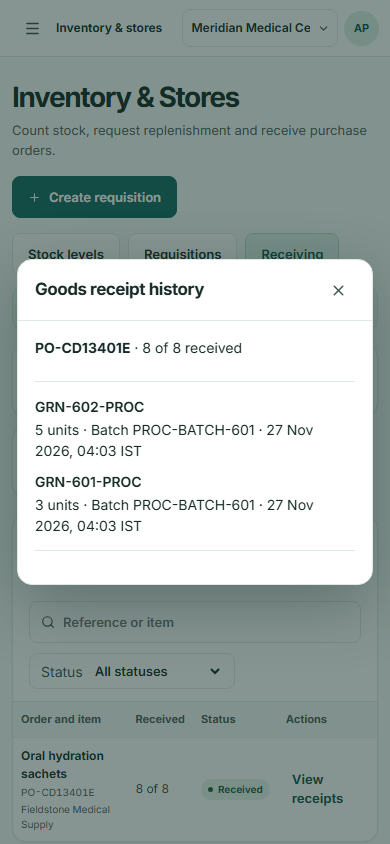 Inventory & stores
Meridian Medical Ce
AP
Inventory & Stores
Count stock, request replenishment and receive purchase
orders.
+ Create requisition
Stock levels
Requisitions
Receiving
Goods receipt history
PO-CD13401E · 8 of 8 received
GRN-602-PROC
5 units · Batch PROC-BATCH-601 · 27 Nov
2026, 04:03 IST
GRN-601-PROC
3 units · Batch PROC-BATCH-601 · 27 Nov
2026, 04:03 IST
Reference or item
Status All statuses
Order and item Received Status Actions
Oral hydration
sachets
PO-CD13401E
Fieldstone Medical
Supply
8 of 8
Received
View
receipts